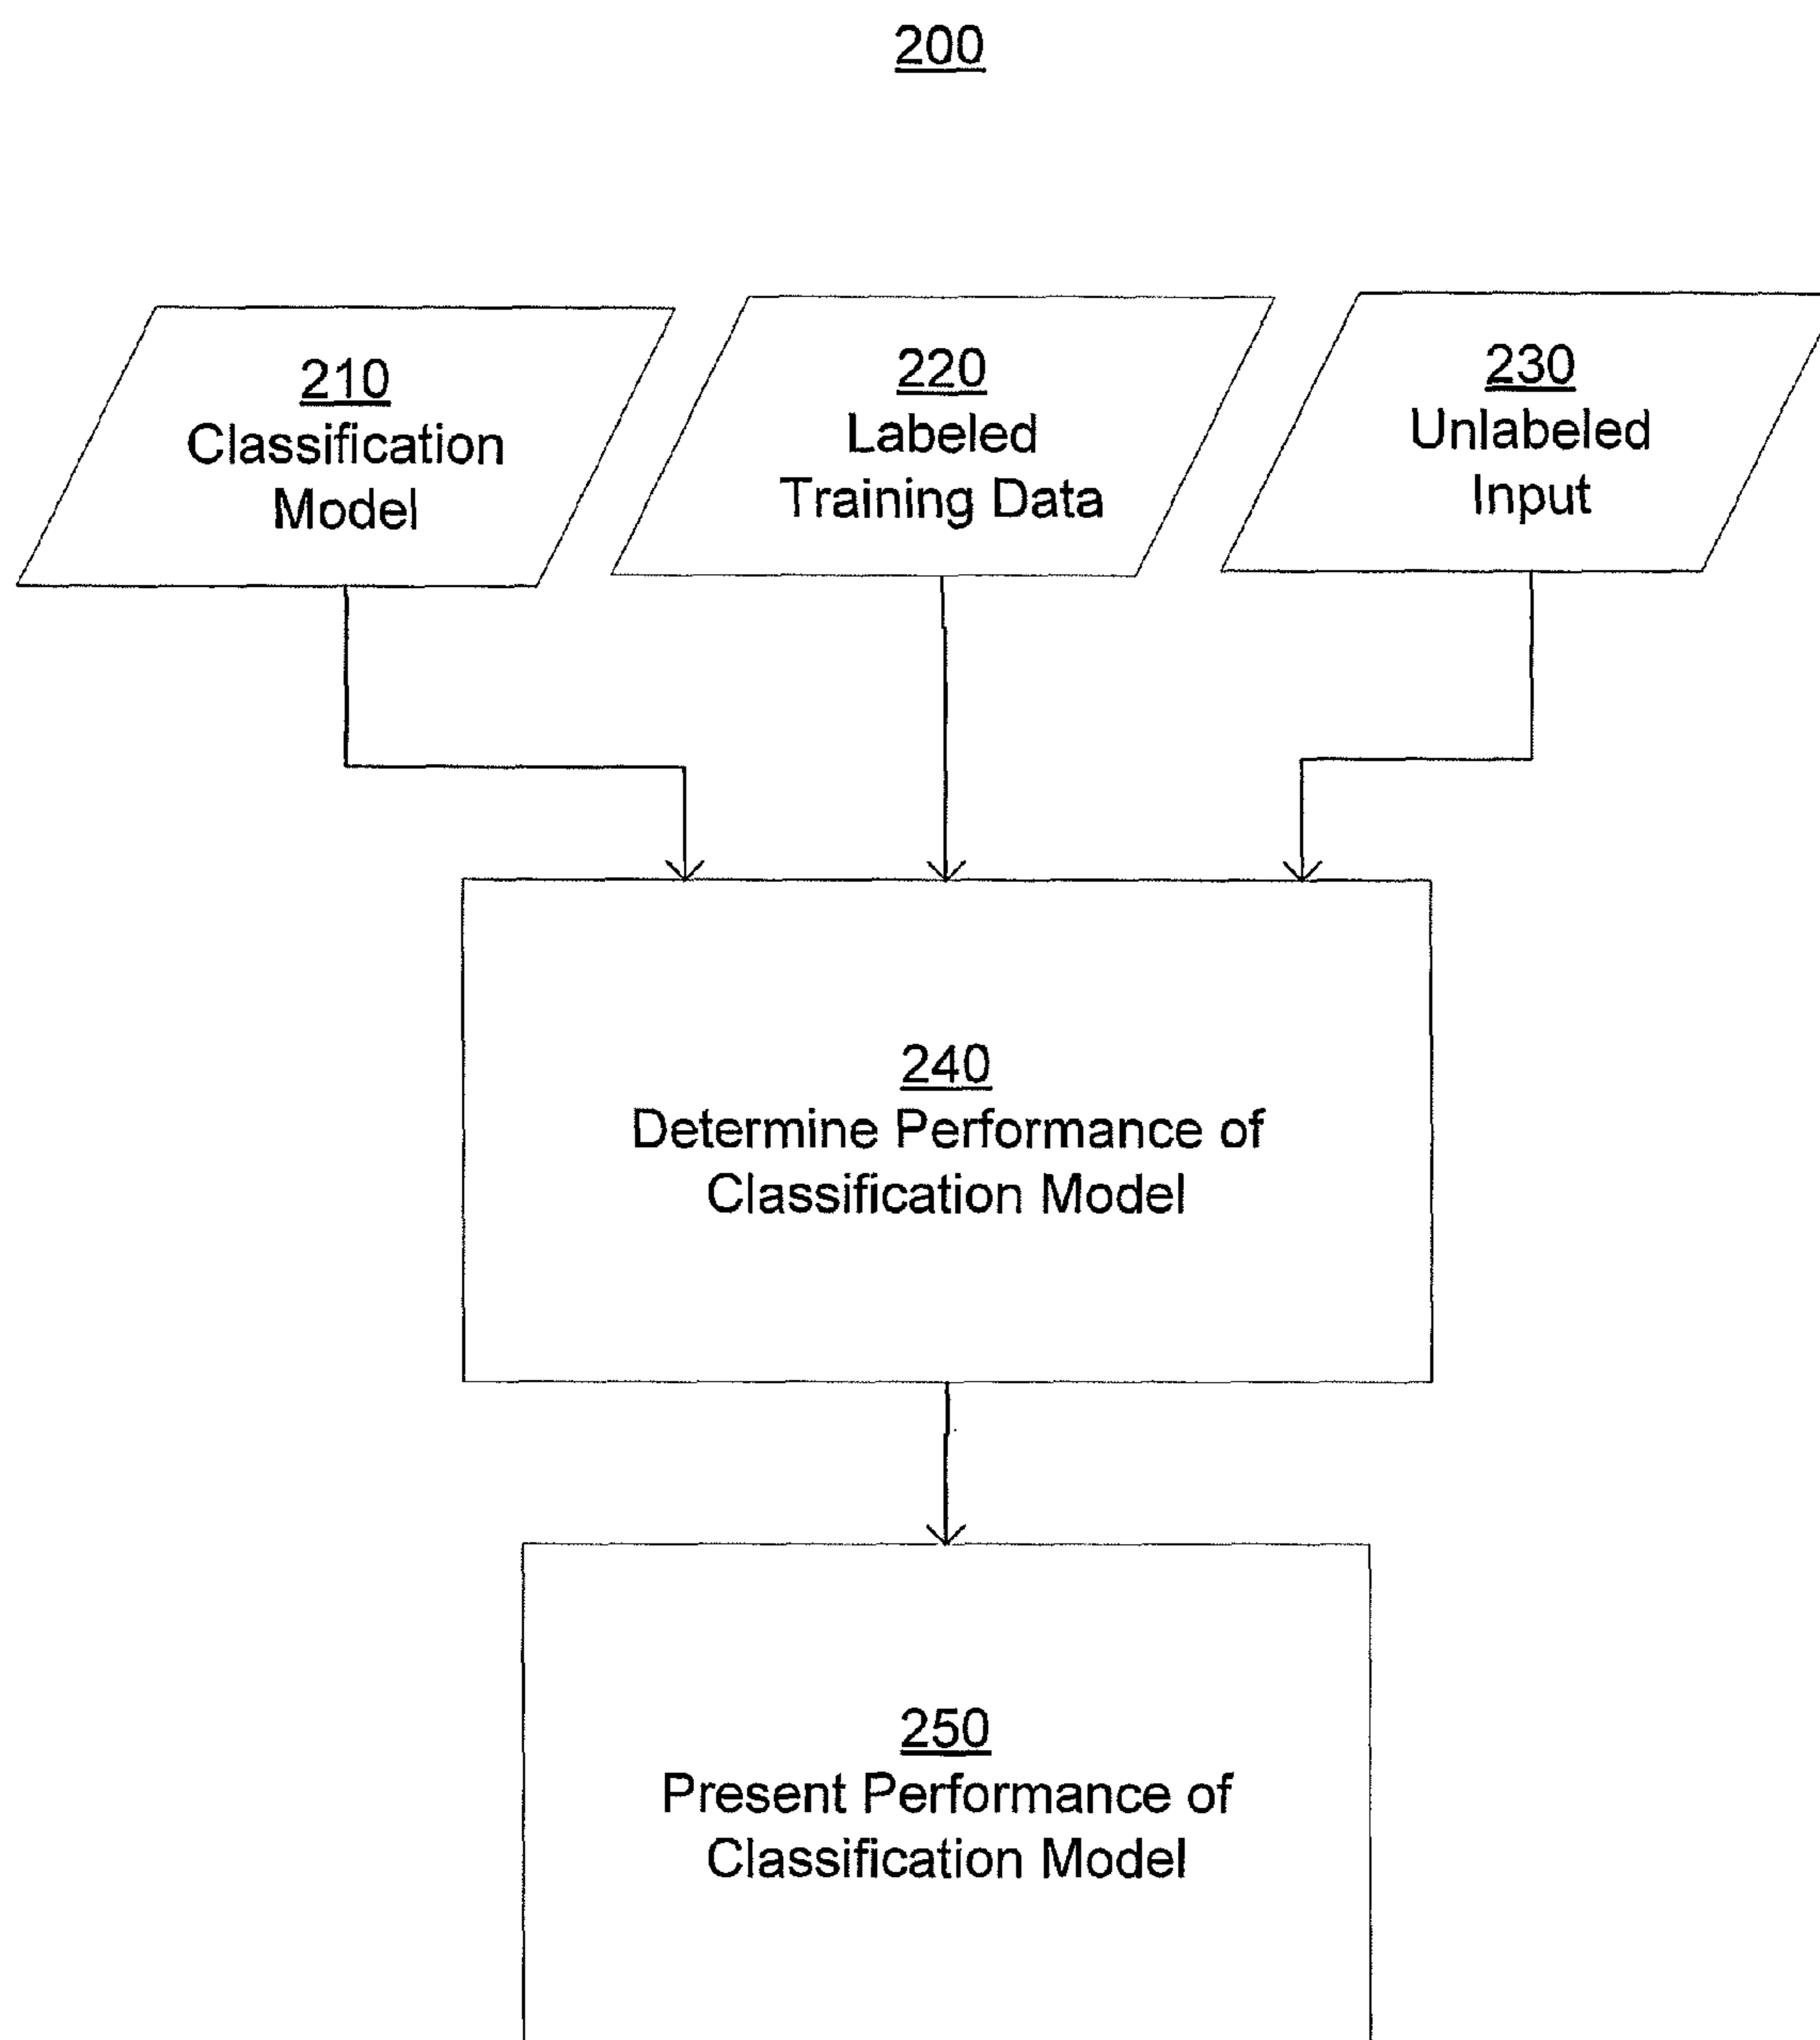 200
210
Classification
Model
220
Labeled
Training Data
230
Unlabeled
Input
240
Determine Performance of
Classification Model
250
Present Performance of
Classification Model